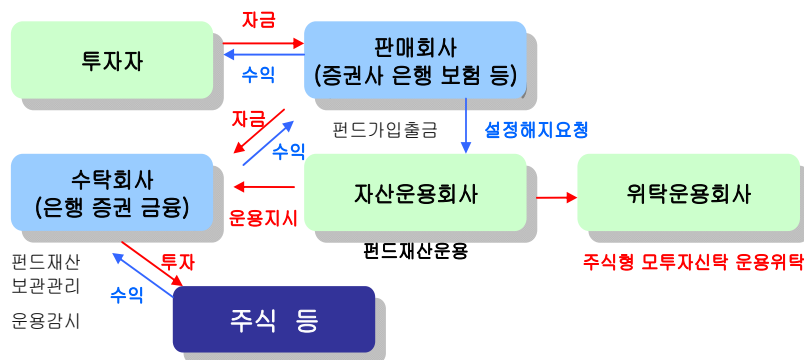 자금
투자자
판매회사
(증권사 은행 보험 등)
수익
자금
펀드가입출금
설정해지요청
수익
수탁회사
(은행 증권 금융)
자산운용회사
위탁운용회사
운용지시
펀드재산운용
펀드재산
보관관리
운용감시
투자
수익
주식형 모투자신탁 운용위탁
주식 등